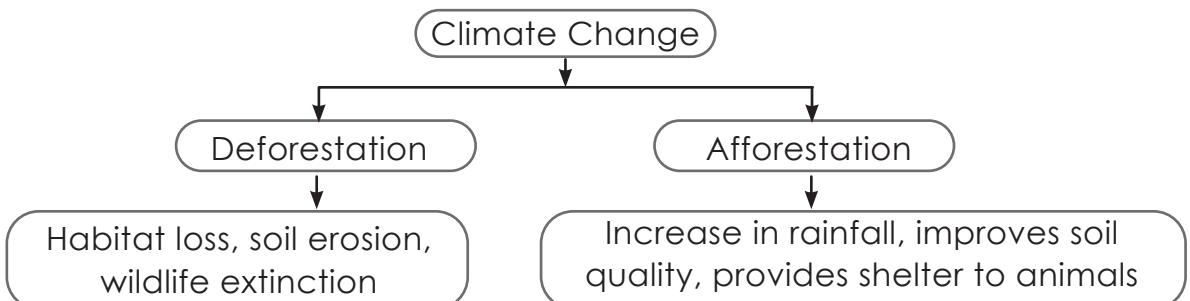 Climate Change
Deforestation
Afforestation
Habitat loss, soil erosion,
wildlife extinction
Increase in rainfall, improves soil
quality, provides shelter to animals